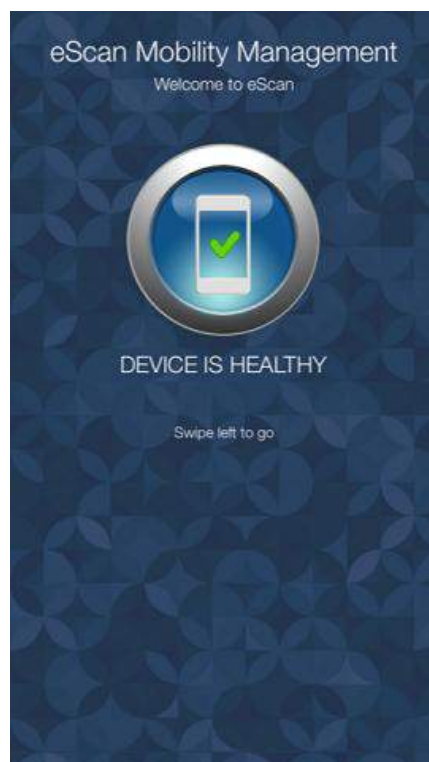 eScan Mobility Management
Welcome to eScan
DEVICE IS HEALTHY
Swipe left to go